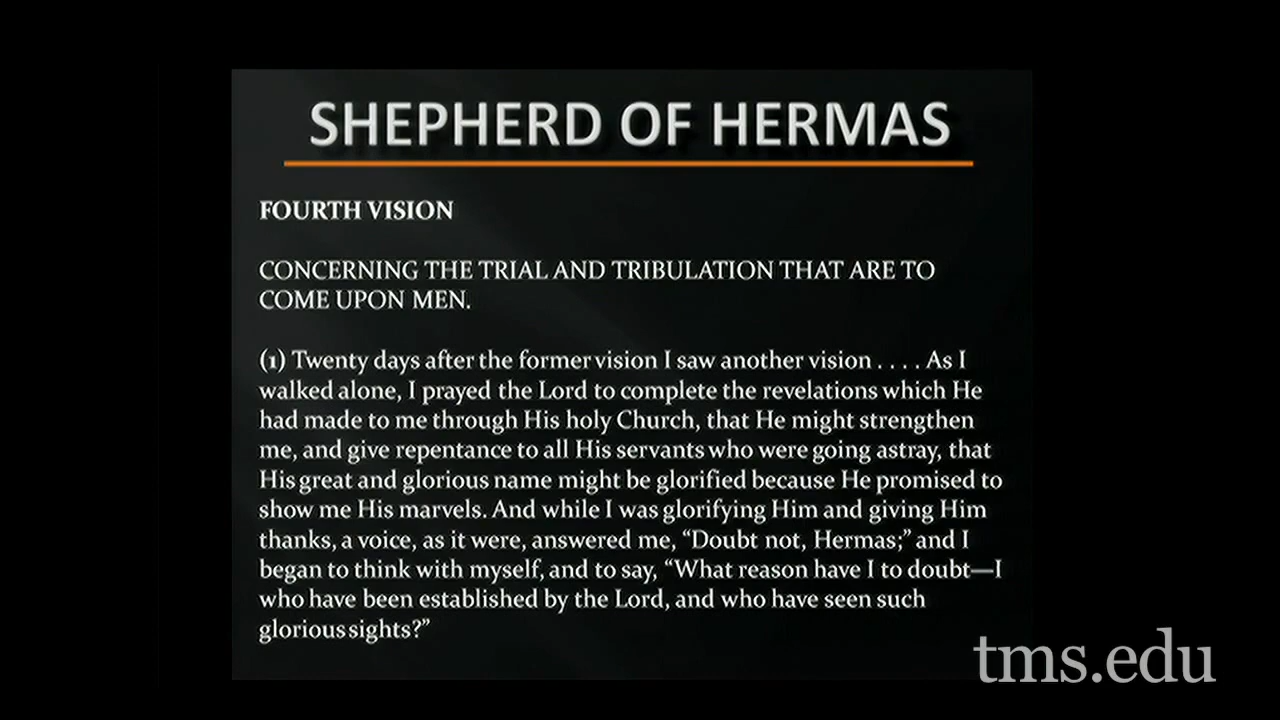 SHEPHERD OF HERMAS
FOURTH VISION
CONCERNING THE TRIAL AND TRIBULATION THAT ARE TO
COME UPON MEN.
(1) Twenty days after the former vision I saw another vision . . . . As I
walked alone, I prayed the Lord to complete the revelations which He
had made to me through His holy Church, that He might strengthen
me, and give repentance to all His servants who were going astray, that
His great and glorious name might be glorified because He promised to
show me His marvels. And while I was glorifying Him and giving Him
thanks, a voice, as it were, answered me, “Doubt not, Hermas;” and I
began to think with myself, and to say, “What reason have I to doubt—I
who have been established by the Lord, and who have seen such
glorious sights?”
tms.edu